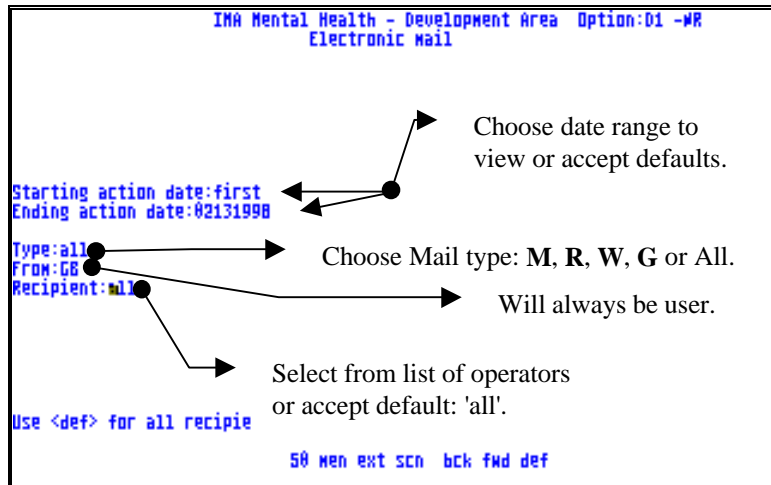 IMA Mental Health - Development Area Option:D1 -WR
Electronic Mail
Choose date range to
view or accept defaults.
Starting action date:first
Ending action date:02131998
Type:all
Choose Mail type: M, R, W, G or All.
From:GB
Will always be user.
Recipient:all
Select from list of operators
or accept default: 'all'.
Use <def> for all recipie
50 men ext scn bck fwd def